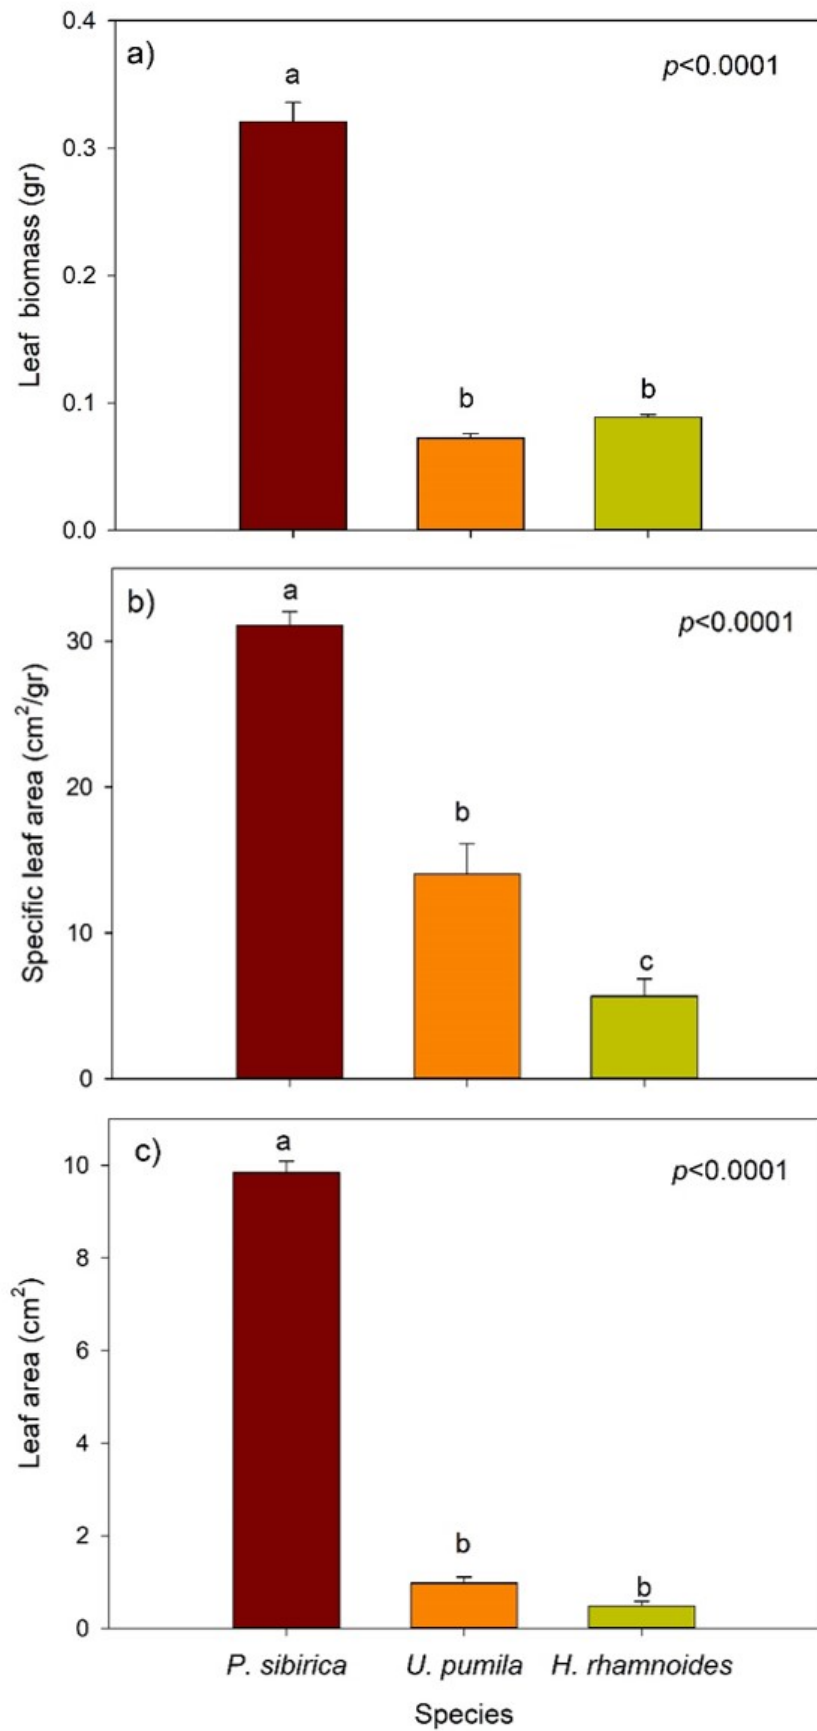 a)
p<0.0001
0.4
0.3
0.2
0.1
0.0
Leaf biomass (gr)
a
b
b
b)
p<0.0001
30
20
10
0
Specific leaf area (cm²/gr)
a
b
c
c)
p<0.0001
10
8
6
4
2
0
Leaf area (cm²)
a
b
b
P. sibirica U. pumila H. rhamnoides
Species